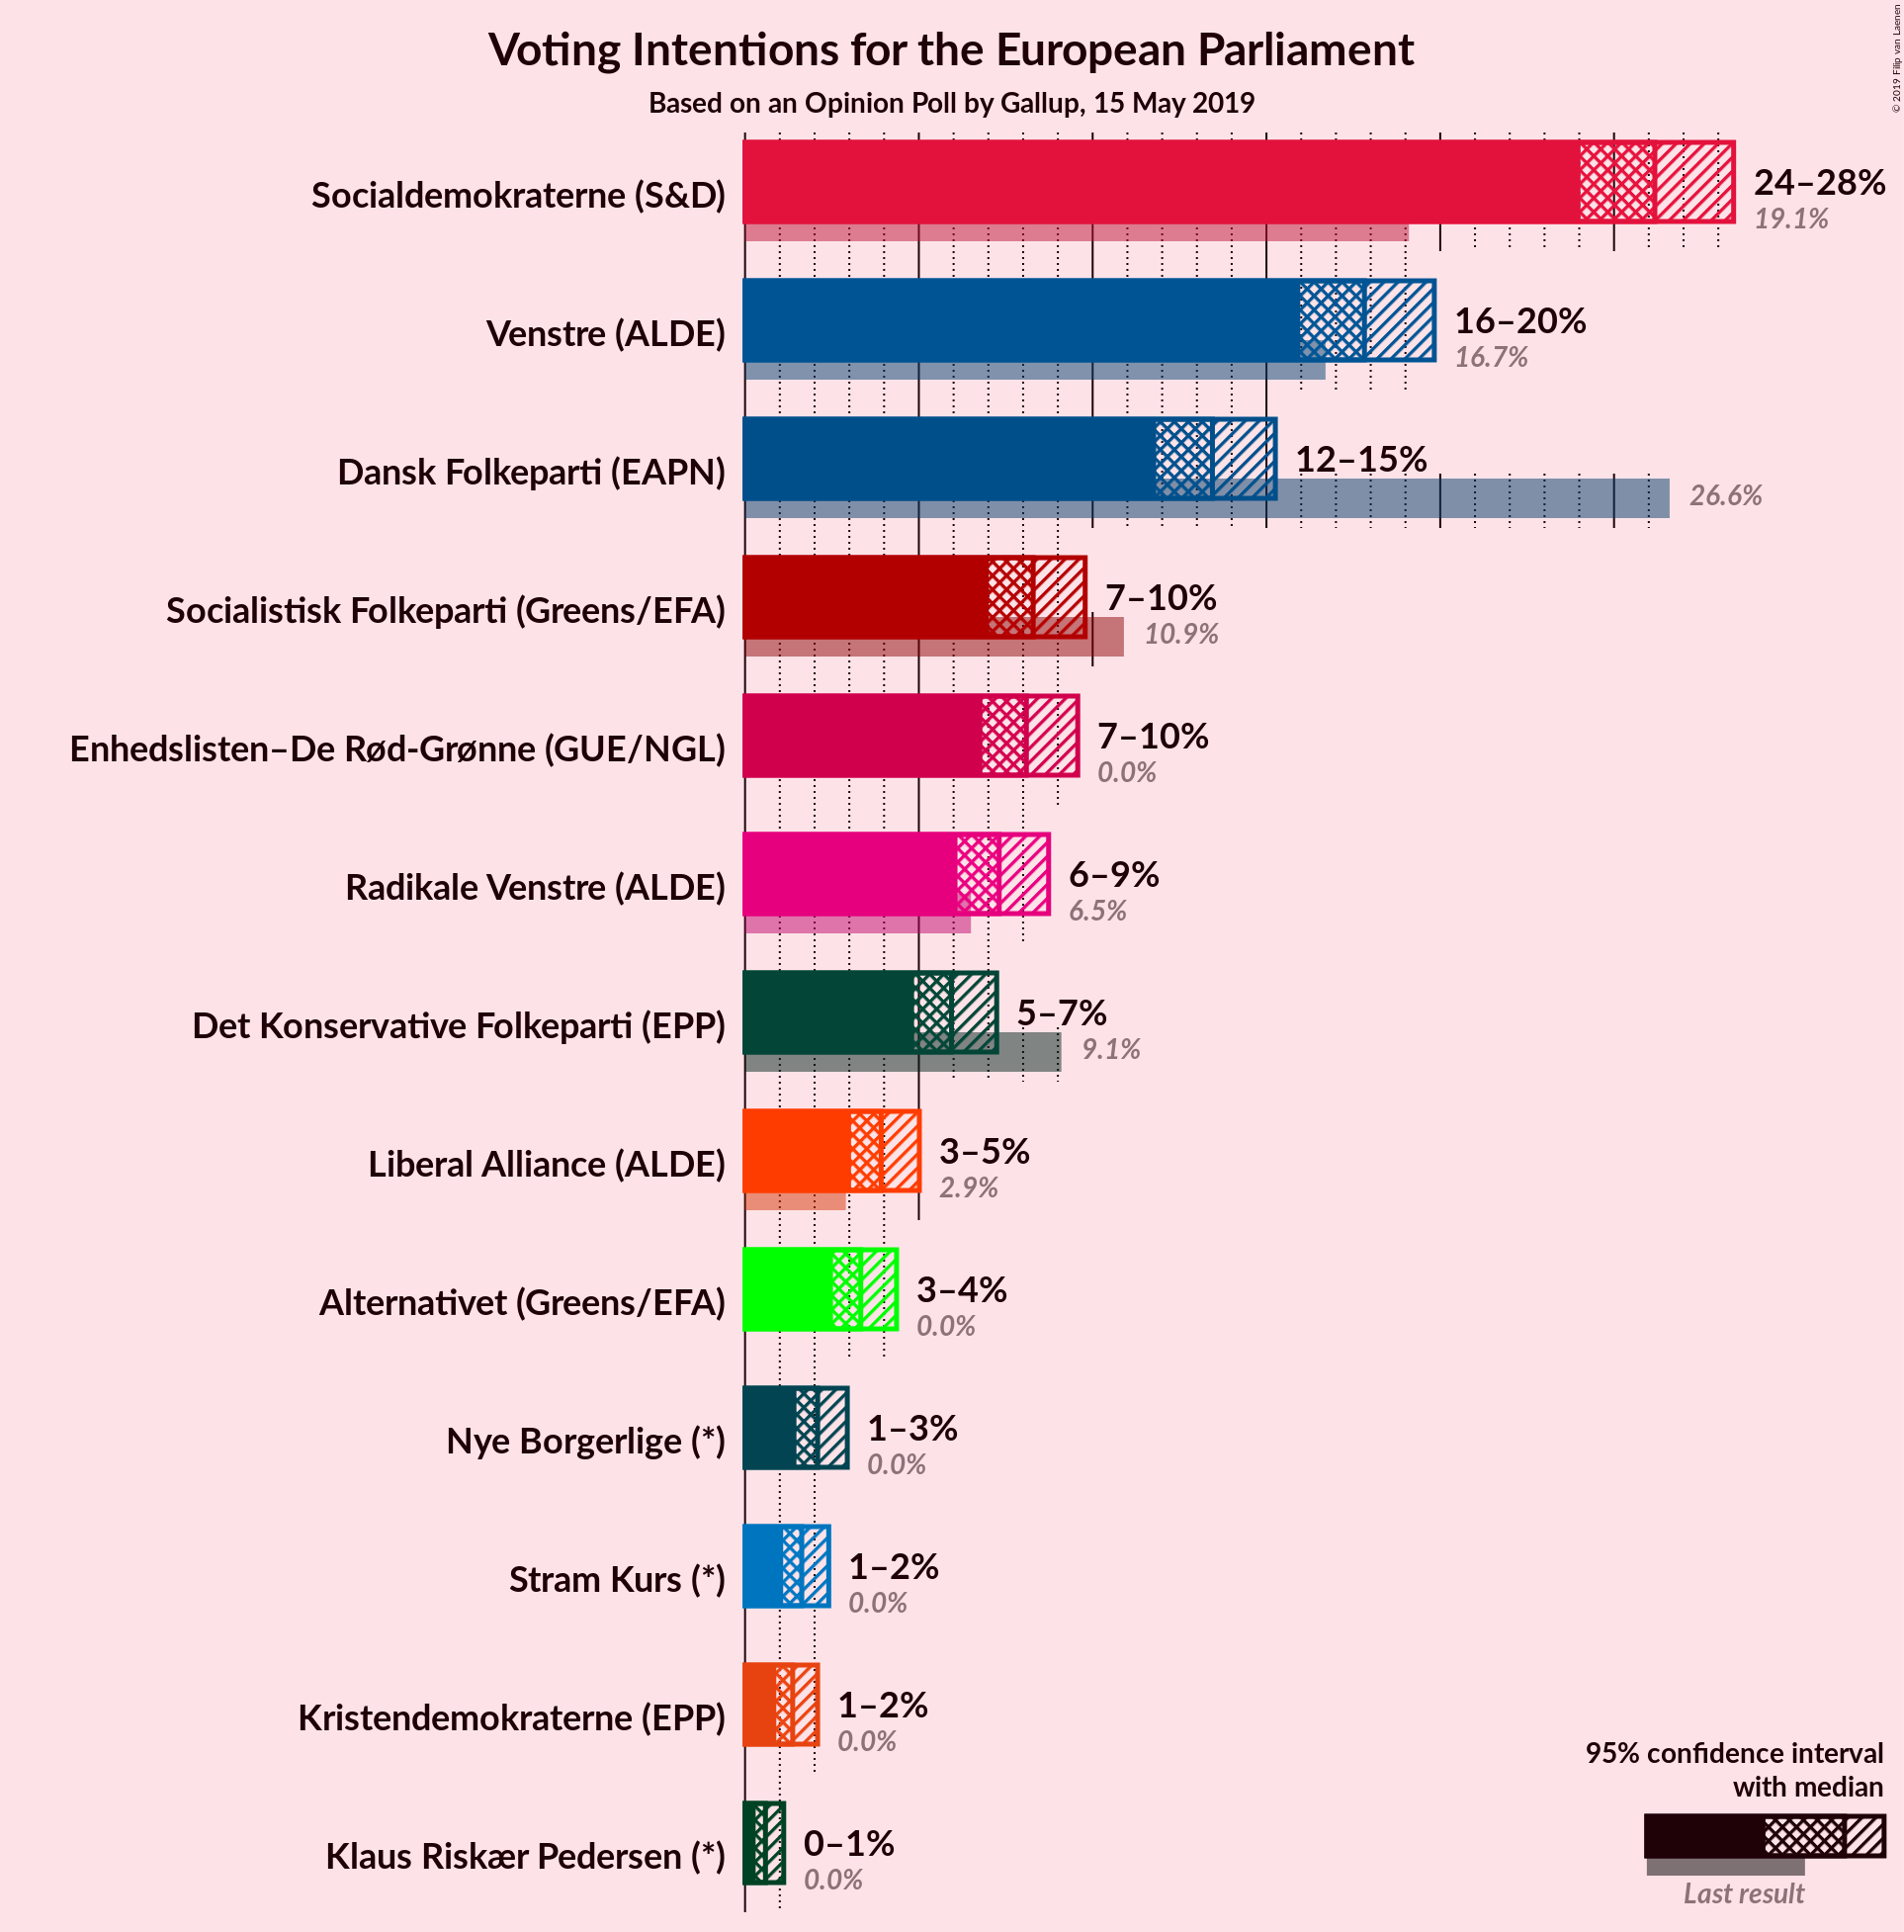 Voting Intentions for the European Parliament
Based on an Opinion Poll by Gallup, 15 May 2019
© 2019 Filip van Laenen
Socialdemokraterne (S&D)
24–28%
19.1%
Venstre (ALDE)
16–20%
16.7%
Dansk Folkeparti (EAPN)
12–15%
26.6%
Socialistisk Folkeparti (Greens/EFA)
7–10%
10.9%
Enhedslisten–De Rød-Grønne (GUE/NGL)
7–10%
0.0%
Radikale Venstre (ALDE)
6–9%
6.5%
Det Konservative Folkeparti (EPP)
5–7%
9.1%
Liberal Alliance (ALDE)
3–5%
2.9%
Alternativet (Greens/EFA)
3–4%
0.0%
Nye Borgerlige (*)
1–3%
0.0%
Stram Kurs (*)
1–2%
0.0%
Kristendemokraterne (EPP)
1–2%
0.0%
Klaus Riskær Pedersen (*)
0–1%
0.0%
95% confidence interval
with median
Last result